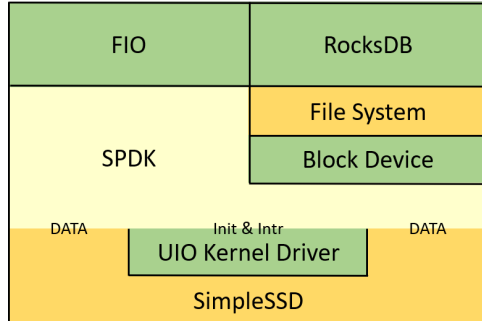 FIO
RocksDB
File System
SPDK
Block Device
DATA
Init & Intr
DATA
UIO Kernel Driver
SimpleSSD